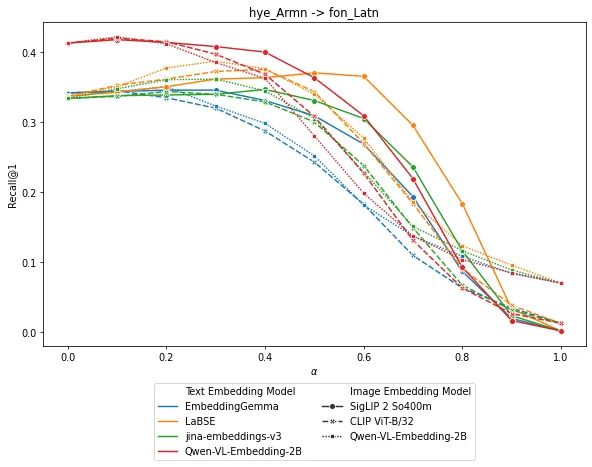 hye_Armn -> fon_Latn
Recall@1
0.4
0.3
0.2
0.1
0.0
0.0 0.2 0.4 0.6 0.8 1.0
α
Text Embedding Model
EmbeddingGemma
LaBSE
jina-embeddings-v3
Qwen-VL-Embedding-2B
Image Embedding Model
SigLIP 2 So400m
CLIP ViT-B/32
Qwen-VL-Embedding-2B